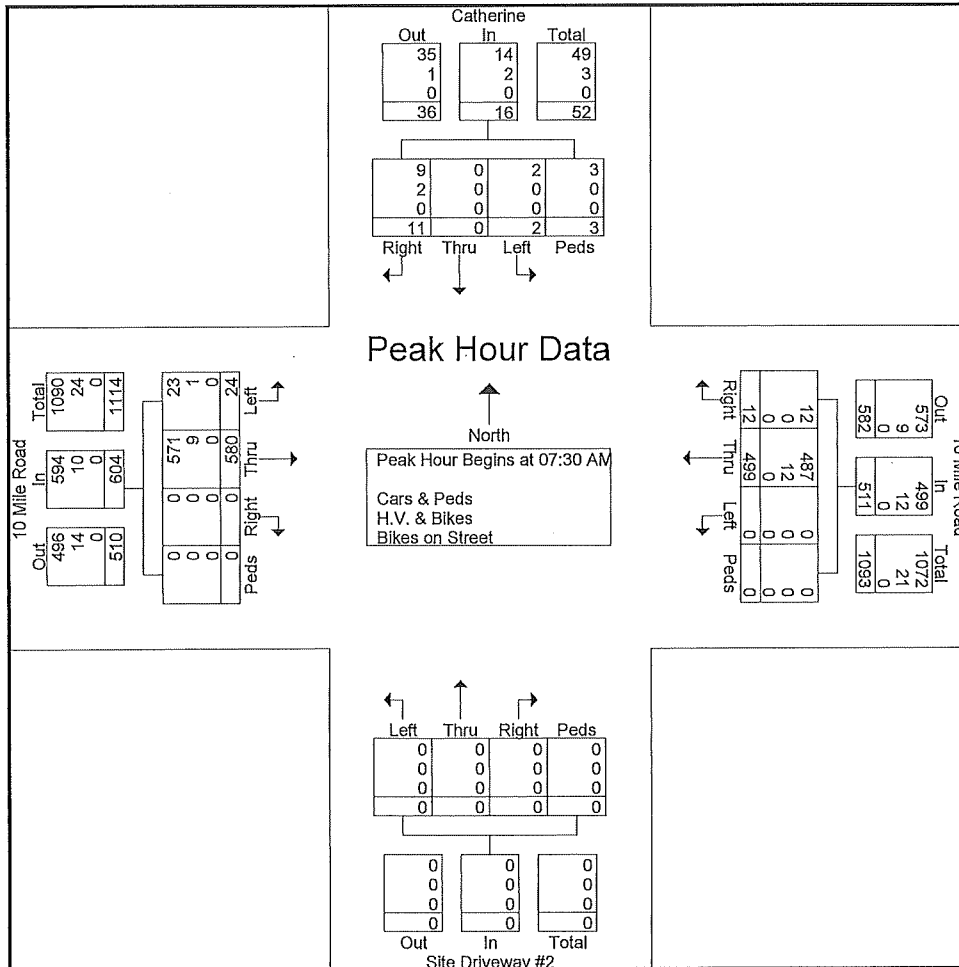 Catherine
Out In Total
35 14 49
1 2 3
0 0 0
36 16 52
9 0 2 3
2 0 0 0
0 0 0 0
11 0 2 3
Right Thru Left Peds
Peak Hour Data
North
Peak Hour Begins at 07:30 AM
Cars & Peds
H.V. & Bikes
Bikes on Street
10 Mile Road
Out In Total
496 594 1090
14 10 24
0 0 0
510 604 1114
Peds Right Thru Left
0 0 571 23
0 0 9 1
0 0 0 0
0 0 580 24
Right Thru Left Peds
12 487 0 0
0 12 0 0
0 0 0 0
12 499 0 0
10 Mile Road
Out In Total
573 499 1072
9 12 21
0 0 0
582 511 1093
Left Thru Right Peds
0 0 0 0
0 0 0 0
0 0 0 0
0 0 0 0
0 0 0
0 0 0
0 0 0
0 0 0
Out In Total
Site Driveway #2